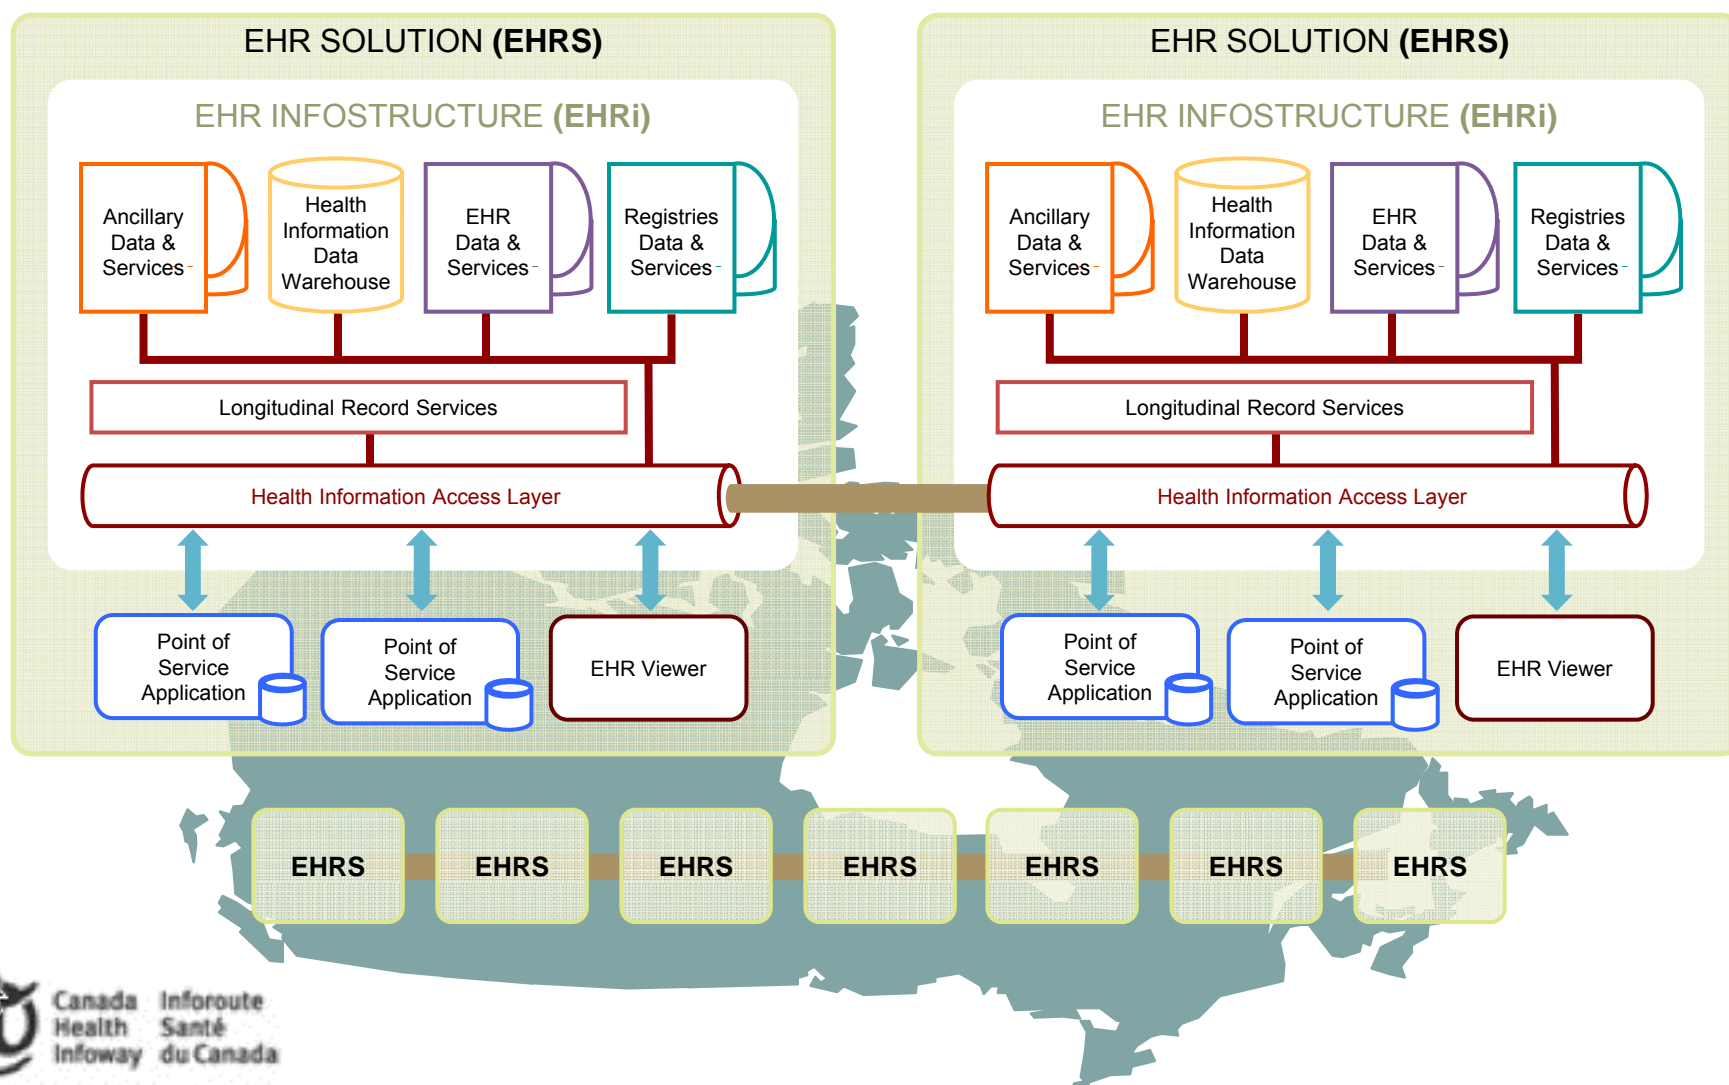 EHR SOLUTION (EHRS)
EHR INFOSTRUCTURE (EHRi)
Ancillary
Data &
Services
Health
Information
Data
Warehouse
EHR
Data &
Services
Registries
Data &
Services
Longitudinal Record Services
Health Information Access Layer
Point of
Service
Application
Point of
Service
Application
EHR Viewer
EHR SOLUTION (EHRS)
EHR INFOSTRUCTURE (EHRi)
Ancillary
Data &
Services
Health
Information
Data
Warehouse
EHR
Data &
Services
Registries
Data &
Services
Longitudinal Record Services
Health Information Access Layer
Point of
Service
Application
Point of
Service
Application
EHR Viewer
EHRS EHRS EHRS EHRS EHRS EHRS EHRS
Canada Inforoute
Health Santé
Infoway du Canada